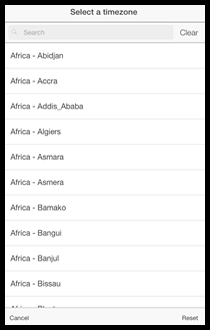 Select a timezone
Search Clear
Africa - Abidjan
Africa - Accra
Africa - Addis_Ababa
Africa - Algiers
Africa - Asmara
Africa - Asmera
Africa - Bamako
Africa - Bangui
Africa - Banjul
Africa - Bissau
Cancel Reset